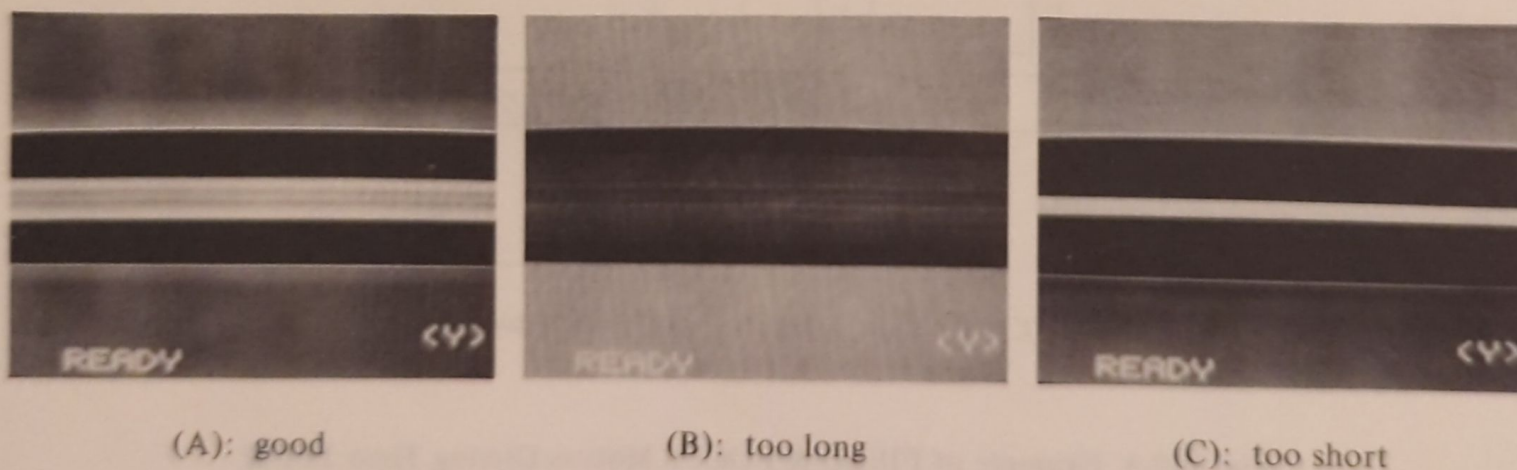 <Y>
READY
<Y>
READY
<Y>
READY
(A): good
(B): too long
(C): too short